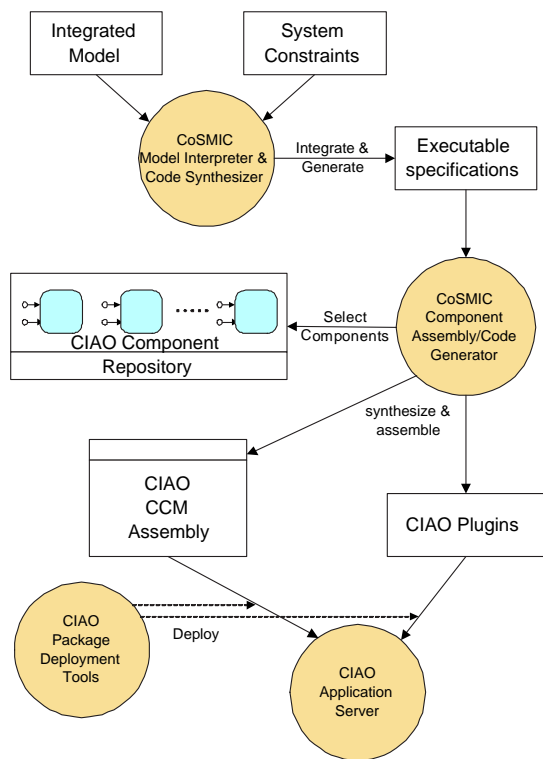 Integrated
Model
System
Constraints
CoSMIC
Model Interpreter &
Code Synthesizer
Integrate &
Generate
Executable
specifications
CoSMIC
Component
Assembly/Code
Generator
Select
Components
CIAO Component
Repository
synthesize &
assemble
CIAO
CCM
Assembly
CIAO Plugins
CIAO
Package
Deployment
Tools
Deploy
CIAO
Application
Server